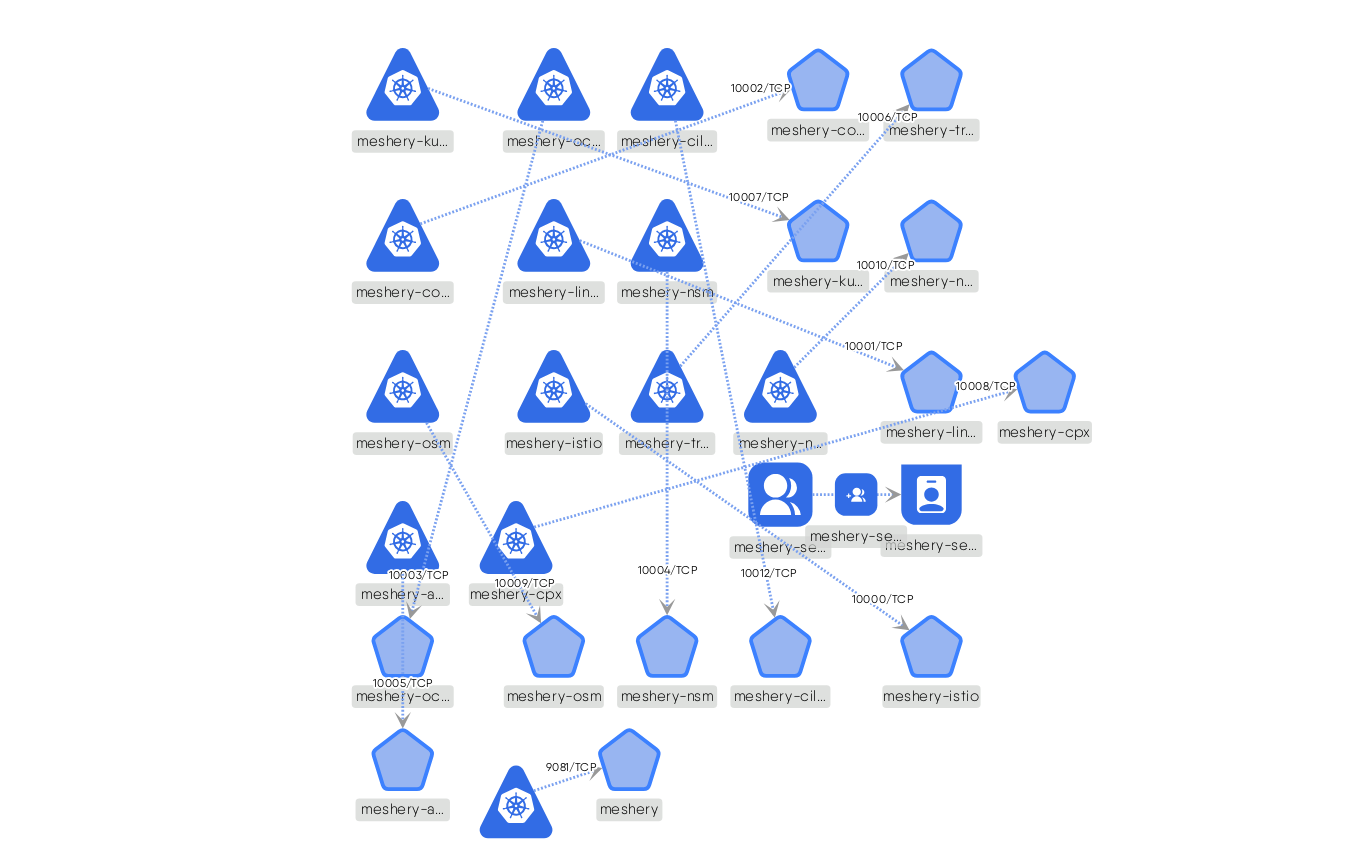 10002/TCP
10006/TCP
meshery-ku...
meshery-oc...
meshery-cil...
meshery-co...
meshery-tr...
10007/TCP
10010/TCP
meshery-co...
meshery-lin...
meshery-nsm
meshery-ku...
meshery-n...
10001/TCP
10008/TCP
meshery-osm
meshery-istio
meshery-tr...
meshery-n...
meshery-lin...
meshery-cpx
meshery-se...
meshery-se...
meshery-se...
10003/TCP
10009/TCP
10004/TCP
10012/TCP
10000/TCP
meshery-a...
meshery-cpx
10005/TCP
meshery-oc...
meshery-osm
meshery-nsm
meshery-cil...
meshery-istio
9081/TCP
meshery-a...
meshery